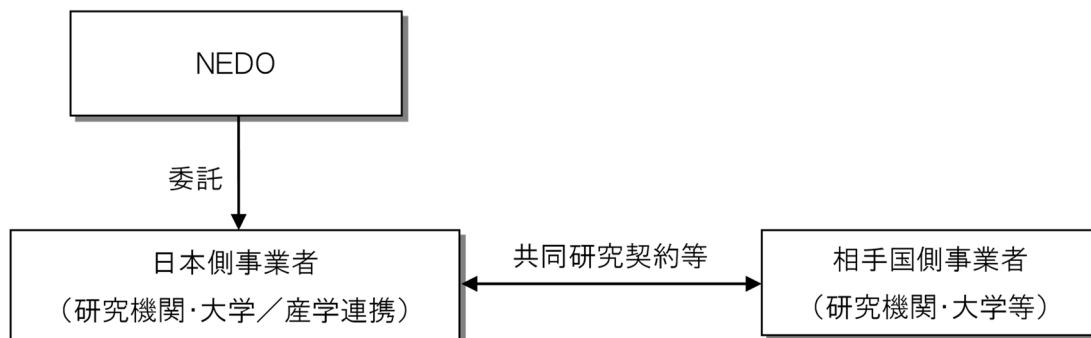 NEDO
委託
日本側事業者
（研究機関・大学／産学連携）
共同研究契約等
相手国側事業者
（研究機関・大学等）